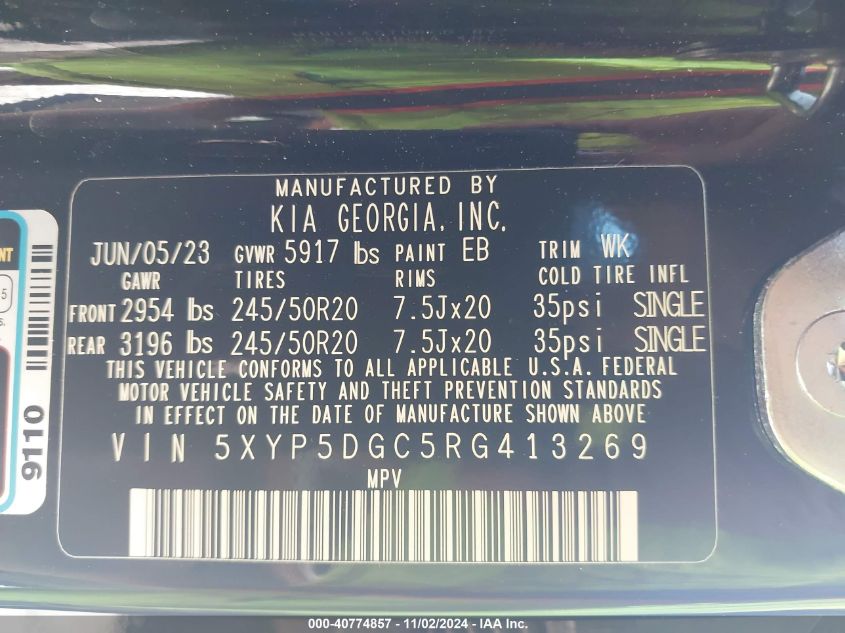 MANUFACTURED BY
KIA GEORGIA, INC.
JUN/05/23 GVWR 5917 lbs PAINT EB TRIM WK
GAWR TIRES RIMS COLD TIRE INFL
FRONT 2954 lbs 245/50R20 7.5Jx20 35psi SINGLE
REAR 3196 lbs 245/50R20 7.5Jx20 35psi SINGLE
THIS VEHICLE CONFORMS TO ALL APPLICABLE U.S.A. FEDERAL
MOTOR VEHICLE SAFETY AND THEFT PREVENTION STANDARDS
IN EFFECT ON THE DATE OF MANUFACTURE SHOWN ABOVE
VIN 5XYP5DGC5RG413269
MPV
9110
000-40774857 - 11/02/2024 - IAA Inc.